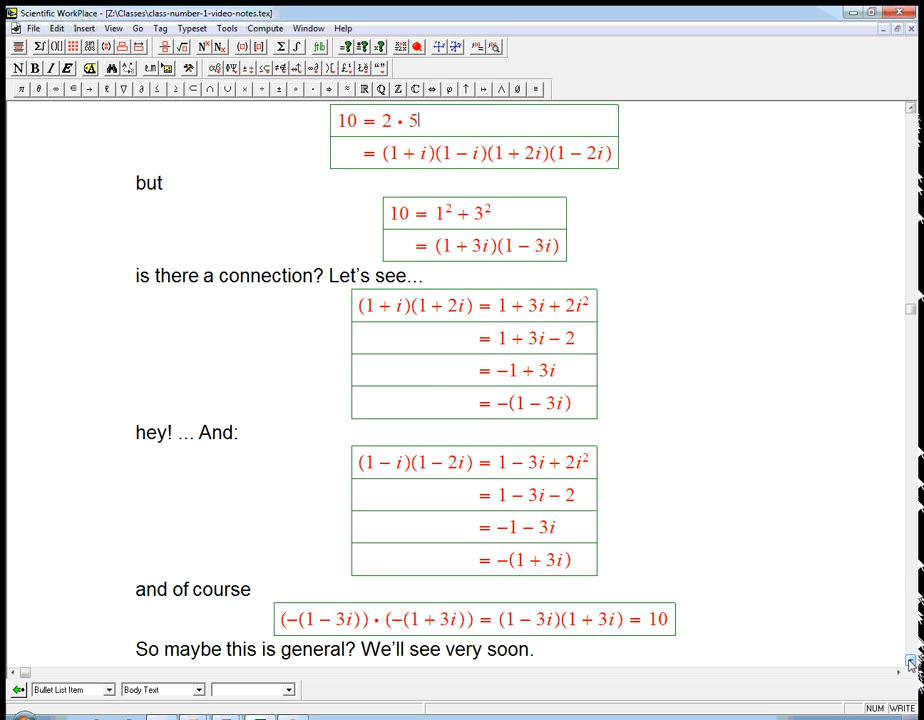 Scientific WorkPlace - [Z:\Classes\class-number-1-video-notes.tex]
File Edit Insert View Go Tag Typeset Tools Compute Window Help
10 = 2 · 5
= (1 + i)(1 − i)(1 + 2i)(1 − 2i)
but
10 = 1² + 3²
= (1 + 3i)(1 − 3i)
is there a connection? Let's see...
(1 + i)(1 + 2i) = 1 + 3i + 2i²
= 1 + 3i − 2
= −1 + 3i
= −(1 − 3i)
hey! ... And:
(1 − i)(1 − 2i) = 1 − 3i + 2i²
= 1 − 3i − 2
= −1 − 3i
= −(1 + 3i)
and of course
(−(1 − 3i)) · (−(1 + 3i)) = (1 − 3i)(1 + 3i) = 10
So maybe this is general? We'll see very soon.
Bullet List Item Body Text
NUM WRITE